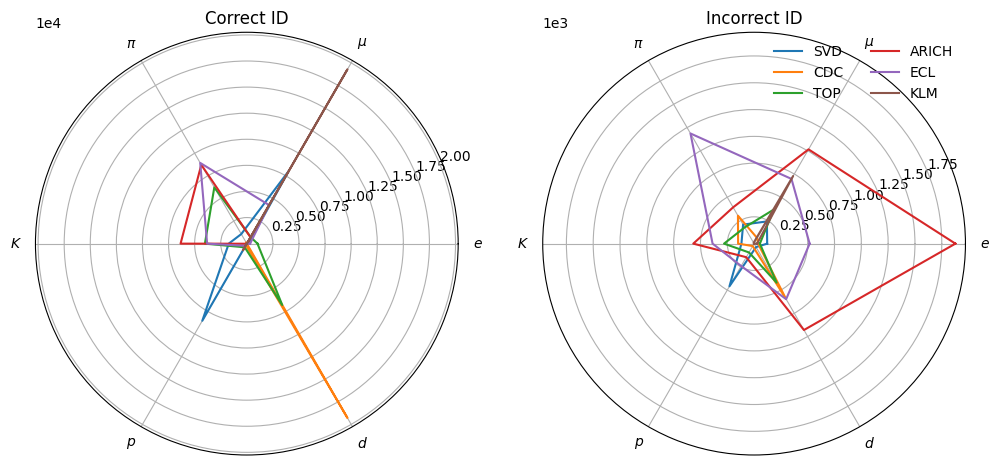 Correct ID
1e4
e
μ
π
K
p
d
0.25
0.50
0.75
1.00
1.25
1.50
1.75
2.00
Incorrect ID
1e3
e
μ
π
K
p
d
0.25
0.50
0.75
1.00
1.25
1.50
1.75
SVD
CDC
TOP
ARICH
ECL
KLM